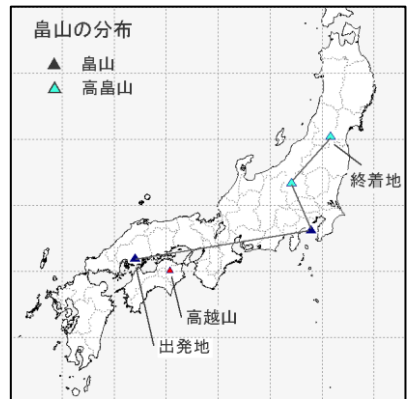 畠山の分布
畠山
高畠山
終着地
高越山
出発地